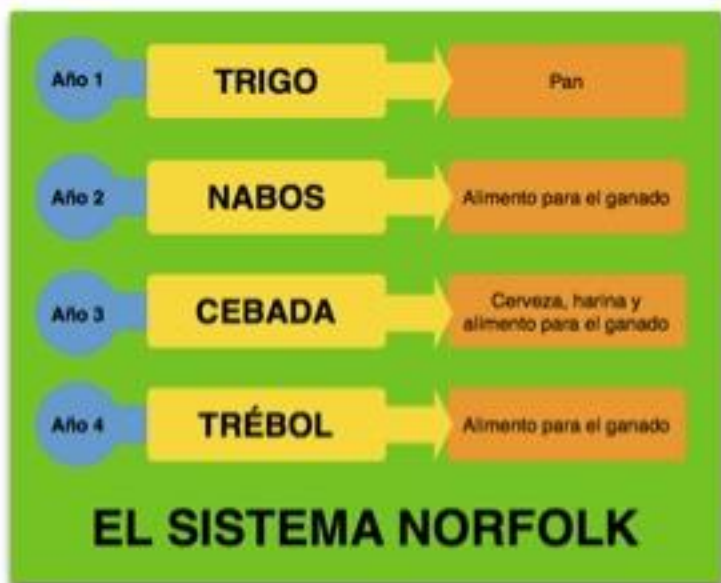 Año 1
TRIGO
Pan
Año 2
NABOS
Alimento para el ganado
Año 3
CEBADA
Cerveza, harina y
alimento para el ganado
Año 4
TRÉBOL
Alimento para el ganado
EL SISTEMA NORFOLK